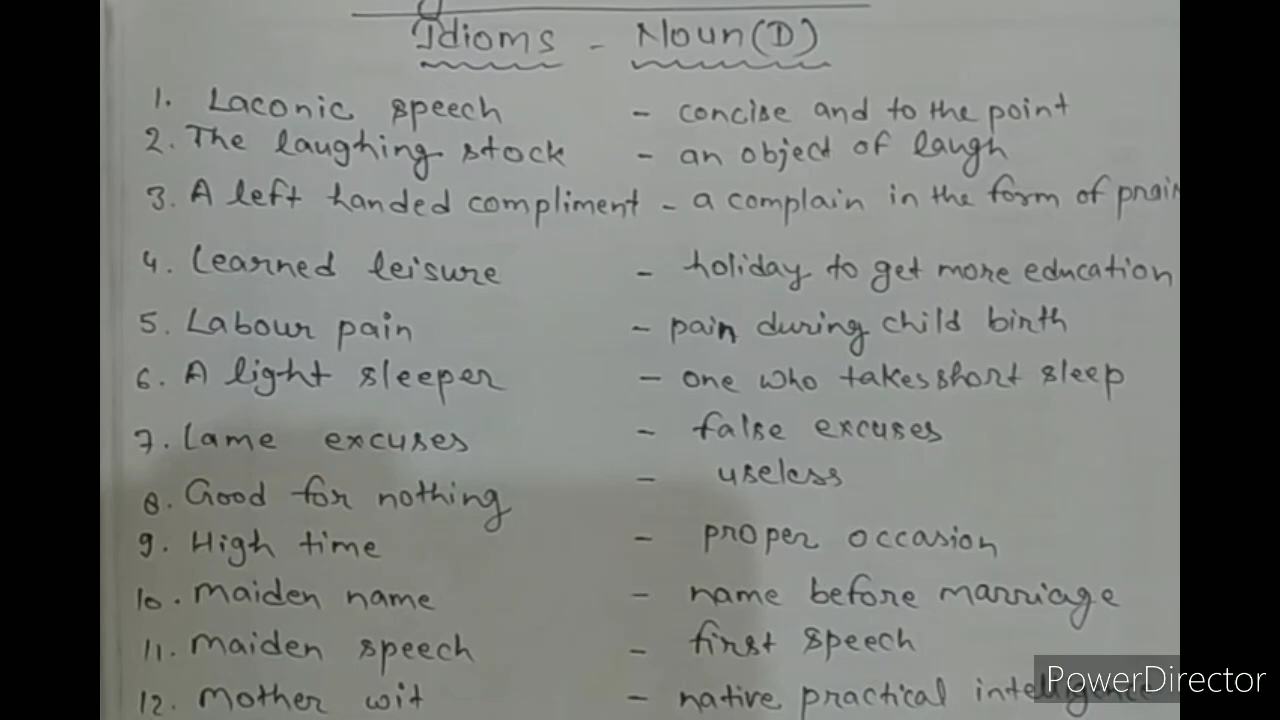 Idioms - Noun(D)
1. Laconic speech - concise and to the point
2. The laughing stock - an object of laugh
3. A left handed compliment - a complain in the form of prais
4. Learned leisure - holiday to get more education
5. Labour pain - pain during child birth
6. A light sleeper - one who takes short sleep
7. Lame excuses - false excuses
8. Good for nothing - useless
9. High time - proper occasion
10. Maiden name - name before marriage
11. Maiden speech - first speech
12. Mother wit - native practical intelligence
PowerDirector